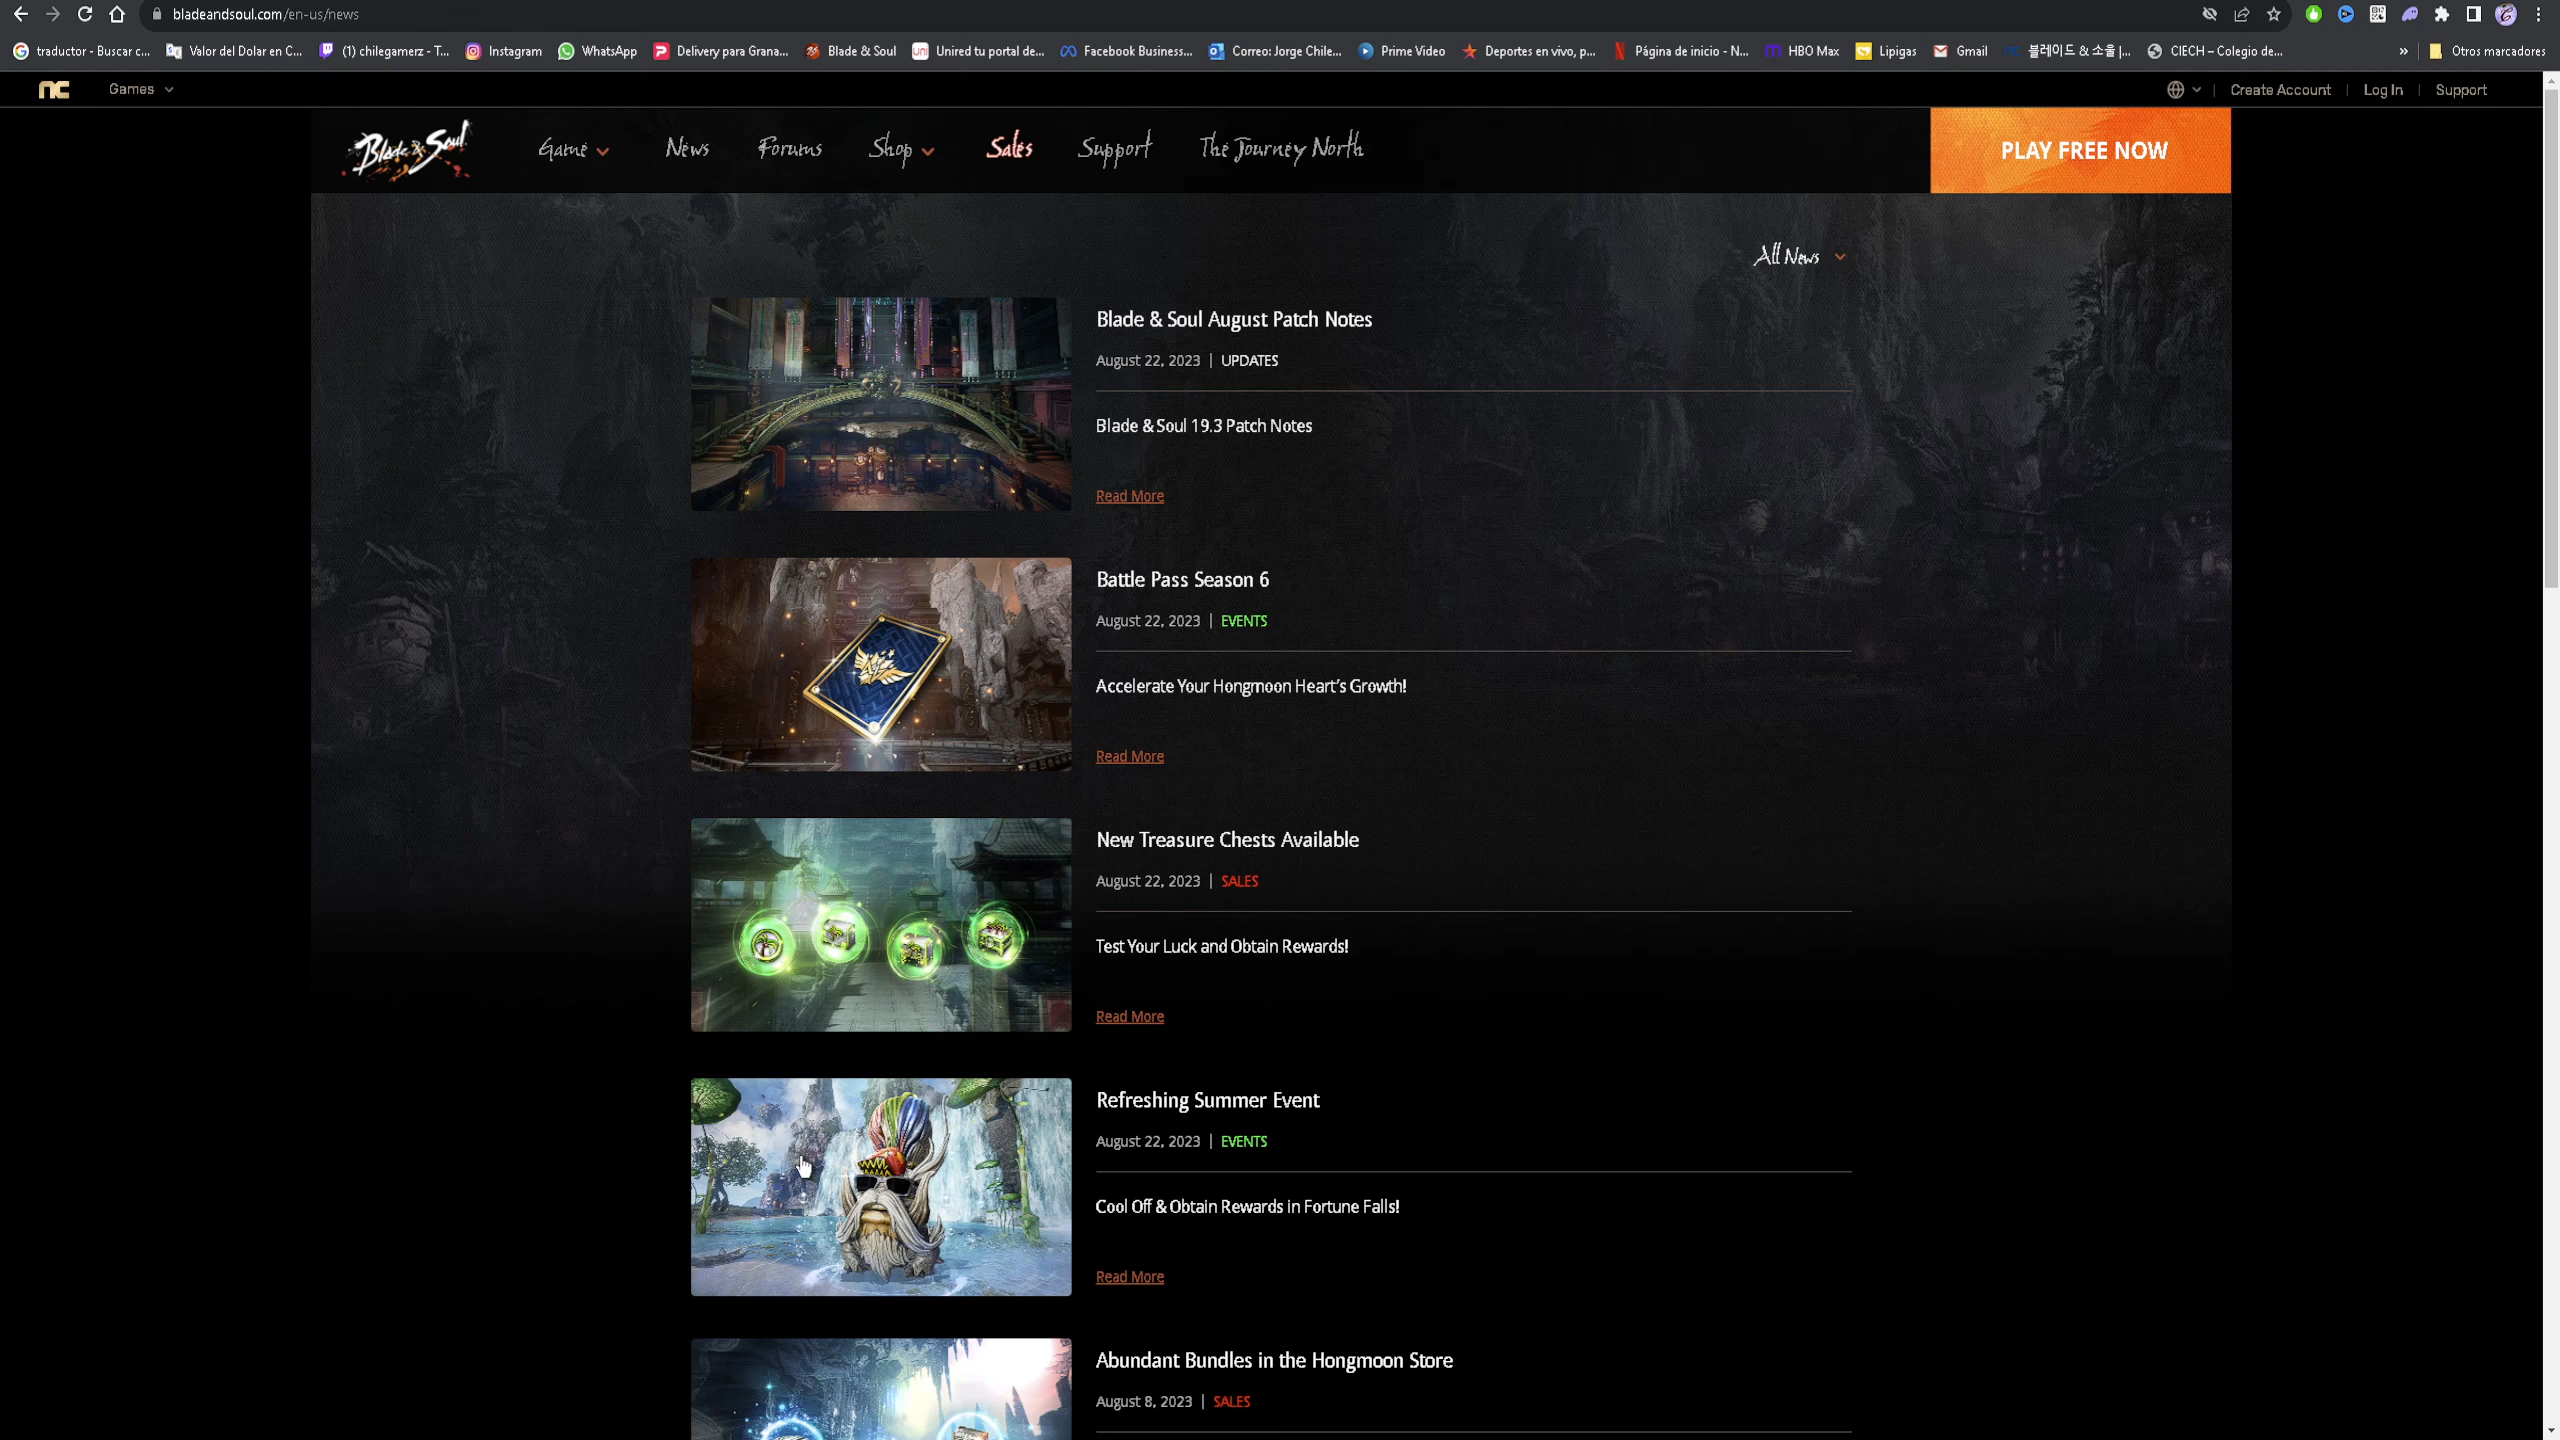 bladeandsoul.com/en-us/news
traductor - Buscar c...
Valor del Dolar en C...
(1) chilegamerz - T...
Instagram
WhatsApp
Delivery para Grana...
Blade & Soul
Unired tu portal de...
Facebook Business...
Correo: Jorge Chile...
Prime Video
Deportes en vivo, p...
Página de inicio - N...
HBO Max
Lipigas
Gmail
블레이드 & 소울 |...
CIECH – Colegio de...
»
Otros marcadores
nc
Games
Create Account
Log In
Support
Blade & Soul
Game
News
Forums
Shop
Sales
Support
The Journey North
PLAY FREE NOW
All News
Blade & Soul August Patch Notes
August 22, 2023 | UPDATES
Blade & Soul 19.3 Patch Notes
Read More
Battle Pass Season 6
August 22, 2023 | EVENTS
Accelerate Your Hongmoon Heart's Growth!
Read More
New Treasure Chests Available
August 22, 2023 | SALES
Test Your Luck and Obtain Rewards!
Read More
Refreshing Summer Event
August 22, 2023 | EVENTS
Cool Off & Obtain Rewards in Fortune Falls!
Read More
Abundant Bundles in the Hongmoon Store
August 8, 2023 | SALES